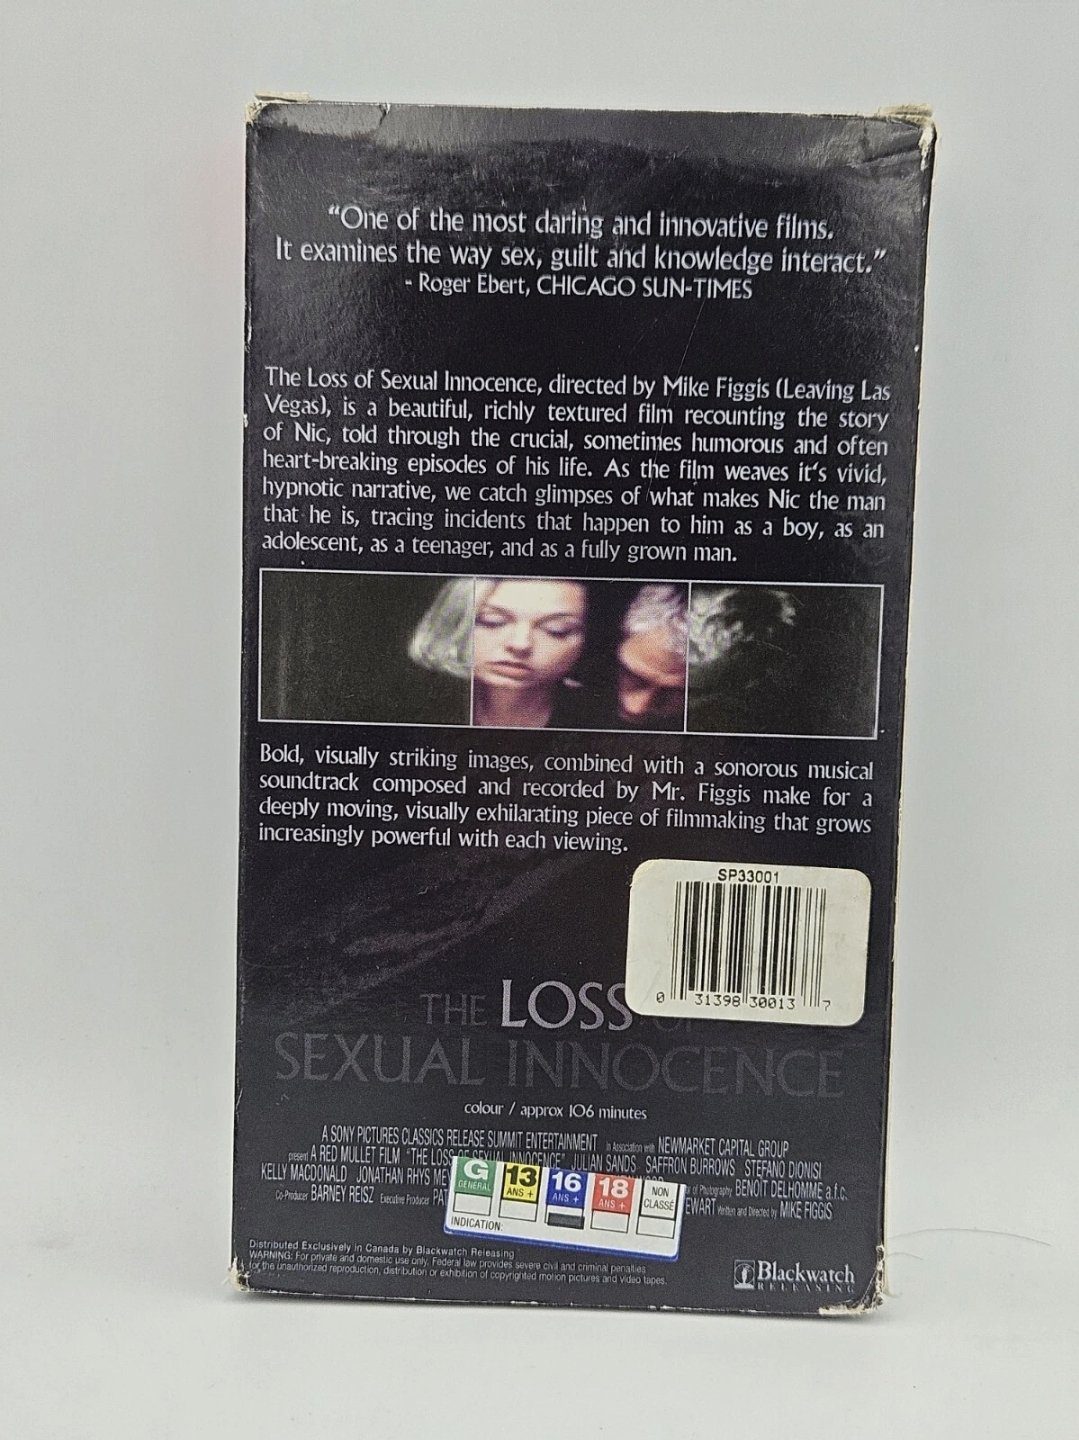 “One of the most daring and innovative films.
It examines the way sex, guilt and knowledge interact.”
- Roger Ebert, CHICAGO SUN-TIMES
The Loss of Sexual Innocence, directed by Mike Figgis (Leaving Las
Vegas), is a beautiful, richly textured film recounting the story
of Nic, told through the crucial, sometimes humorous and often
heart-breaking episodes of his life. As the film weaves it's vivid,
hypnotic narrative, we catch glimpses of what makes Nic the man
that he is, tracing incidents that happen to him as a boy, as an
adolescent, as a teenager, and as a fully grown man.
Bold, visually striking images, combined with a sonorous musical
soundtrack composed and recorded by Mr. Figgis make for a
deeply moving, visually exhilarating piece of filmmaking that grows
increasingly powerful with each viewing.
SP33001
0 31398 30013 7
THE LOSS OF
SEXUAL INNOCENCE
colour / approx 106 minutes
A SONY PICTURES CLASSICS RELEASE SUMMIT ENTERTAINMENT in Association with NEWMARKET CAPITAL GROUP
present A RED MULLET FILM "THE LOSS OF SEXUAL INNOCENCE" JULIAN SANDS SAFFRON BURROWS STEFANO DIONISI
KELLY MACDONALD JONATHAN RHYS of Photography BENOIT DELHOMME a.f.c.
Co-Producer BARNEY REISZ Executive Producer Written and Directed by MIKE FIGGIS
G GENERAL 13 ANS + 16 ANS + 18 ANS + NON CLASSÉ
INDICATION:
Distributed Exclusively in Canada by Blackwatch Releasing
WARNING: For private and domestic use only. Federal law provides severe civil and criminal penalties
for the unauthorized reproduction, distribution or exhibition of copyrighted motion pictures and video tapes.
Blackwatch
RELEASING